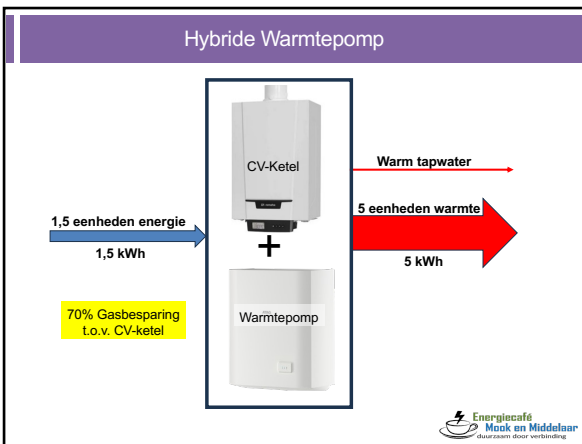 Hybride Warmtepomp
CV-Ketel
Warm tapwater
1,5 eenheden energie
5 eenheden warmte
1,5 kWh
+
5 kWh
70% Gasbesparing
t.o.v. CV-ketel
Warmtepomp
Energiecafé
Mook en Middelaar
duurzaam door verbinding